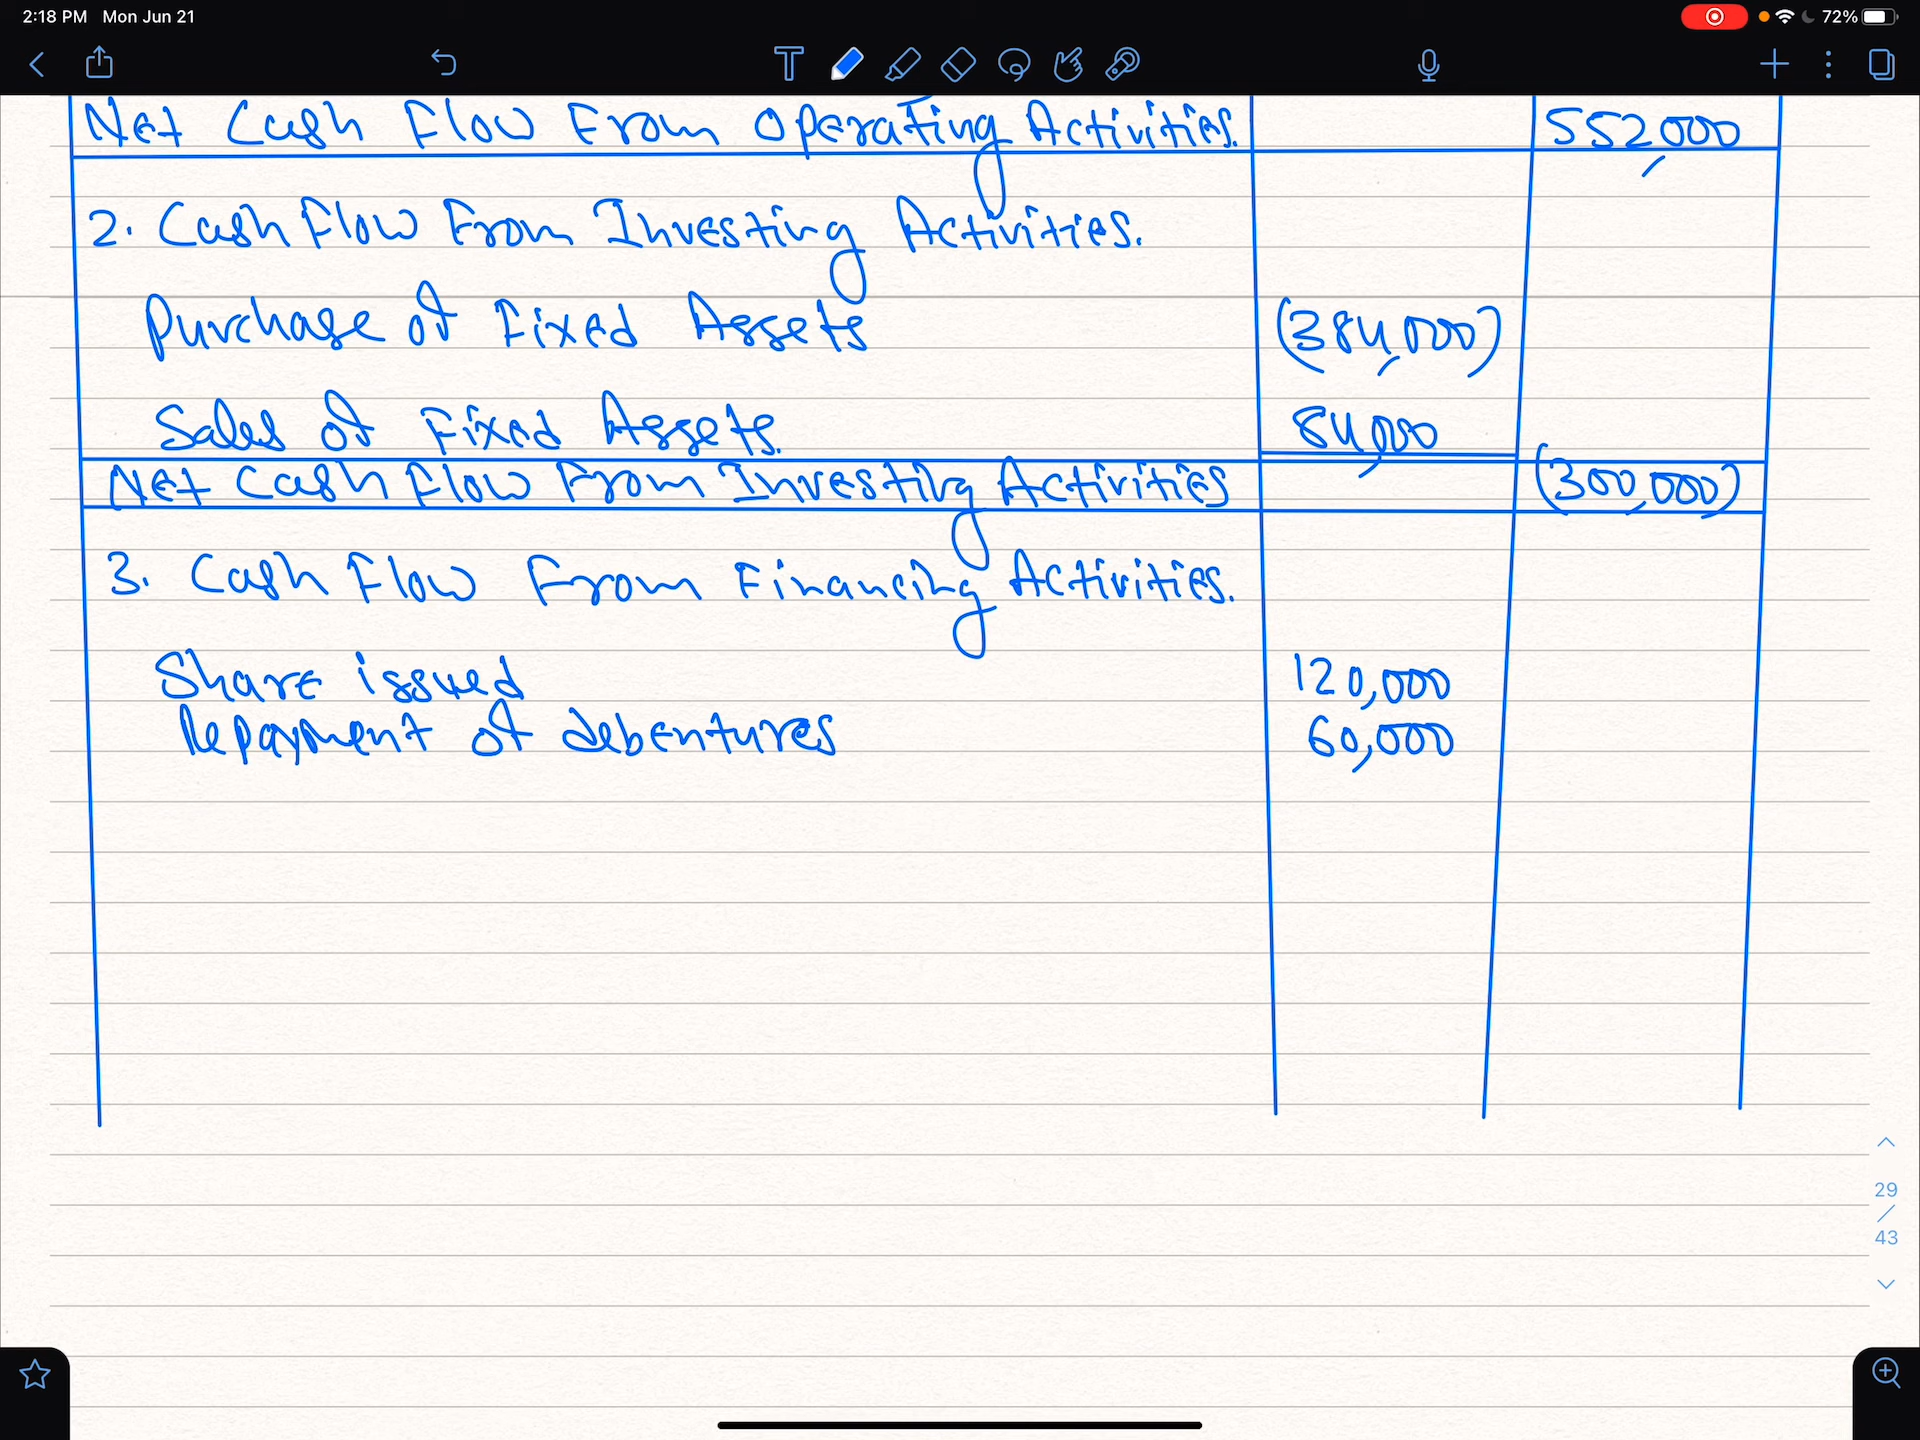 2:18 PM Mon Jun 21 72%
Net Cash Flow From Operating Activities. 552,000
2. Cash Flow From Investing Activities.
Purchase of Fixed Assets (384,000)
Sales of Fixed Assets. 84,000
Net Cash Flow From Investing Activities (300,000)
3. Cash Flow From Financing Activities.
Share issued 120,000
Repayment of debentures 60,000
29
/
43